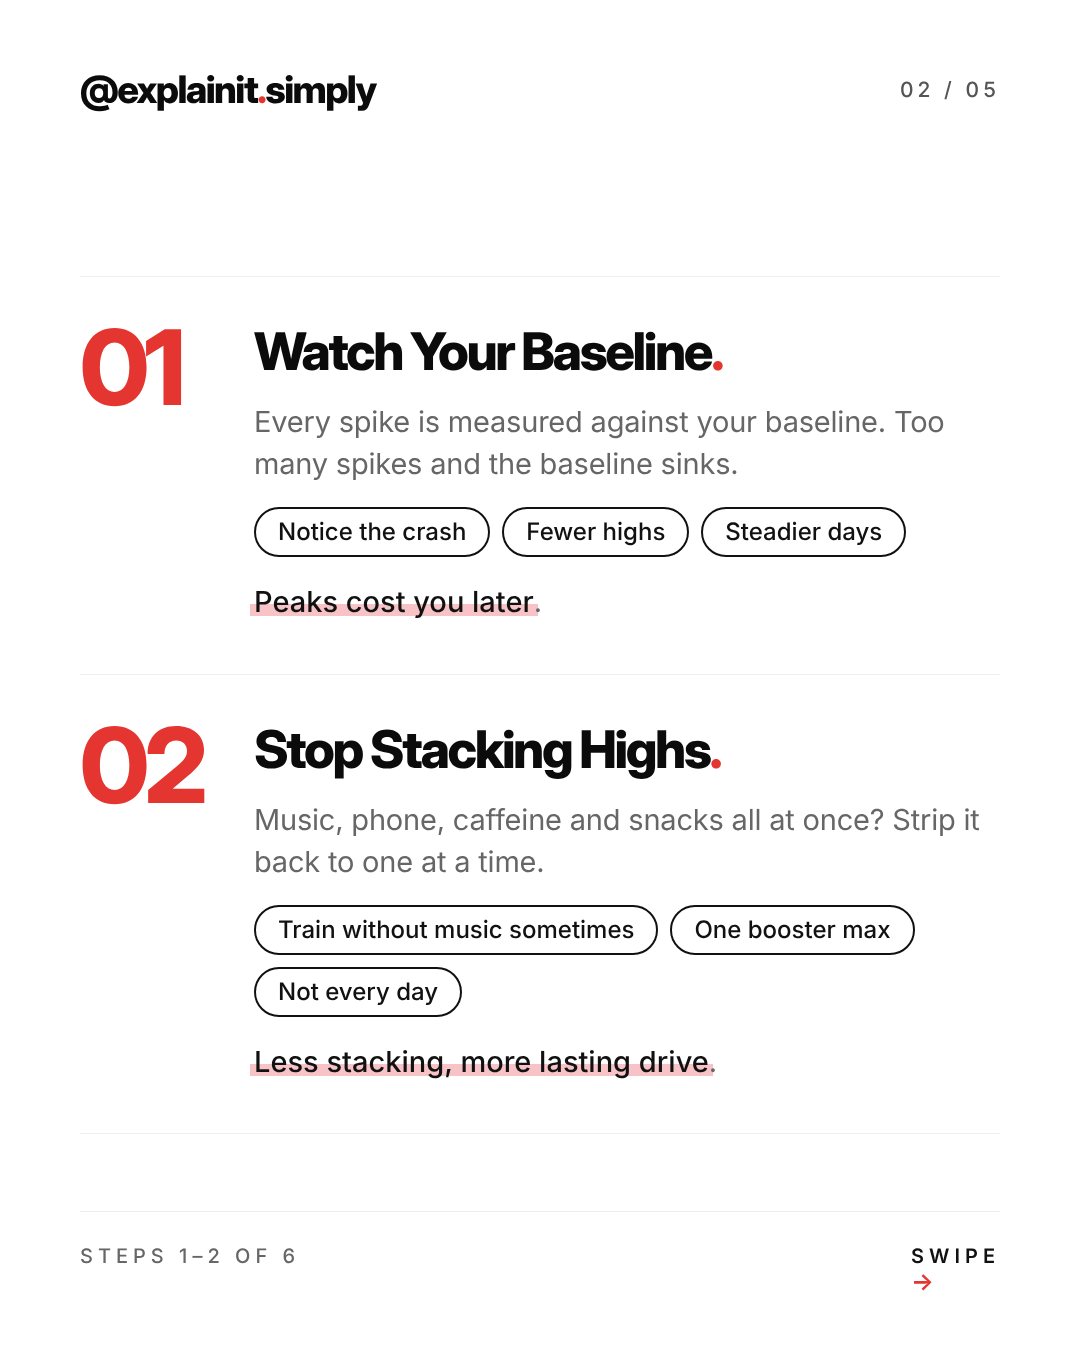 @explainit.simply
02 / 05
01
Watch Your Baseline.
Every spike is measured against your baseline. Too
many spikes and the baseline sinks.
Notice the crash
Fewer highs
Steadier days
Peaks cost you later.
02
Stop Stacking Highs.
Music, phone, caffeine and snacks all at once? Strip it
back to one at a time.
Train without music sometimes
One booster max
Not every day
Less stacking, more lasting drive.
STEPS 1–2 OF 6
SWIPE
→